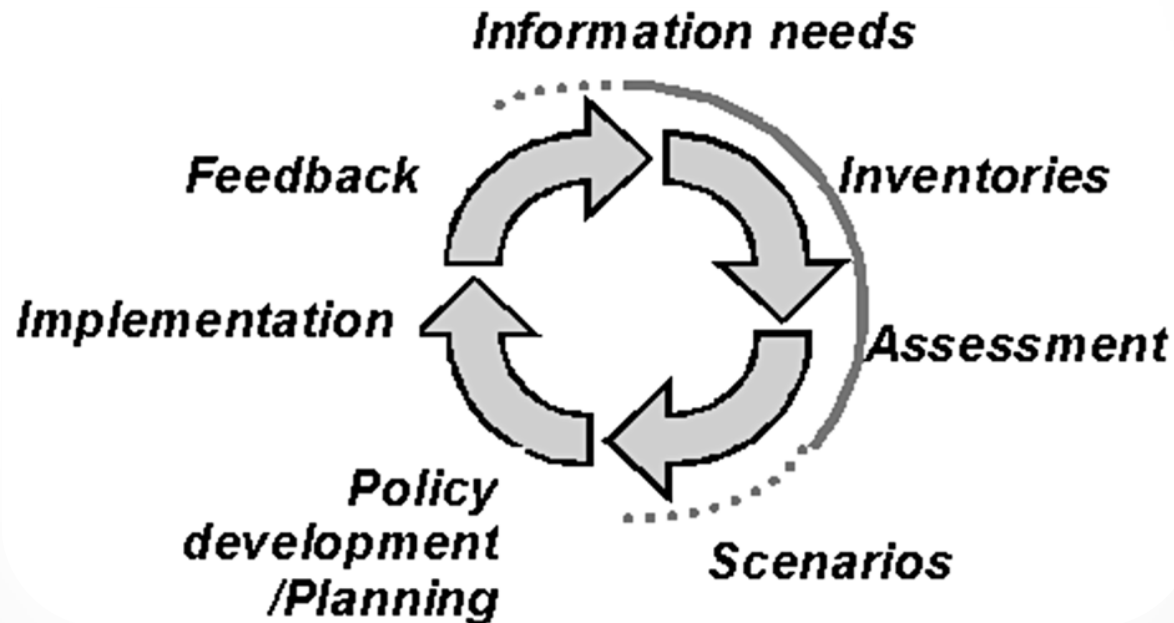 Information needs
Feedback
Inventories
Implementation
Assessment
Policy
development
/Planning
Scenarios